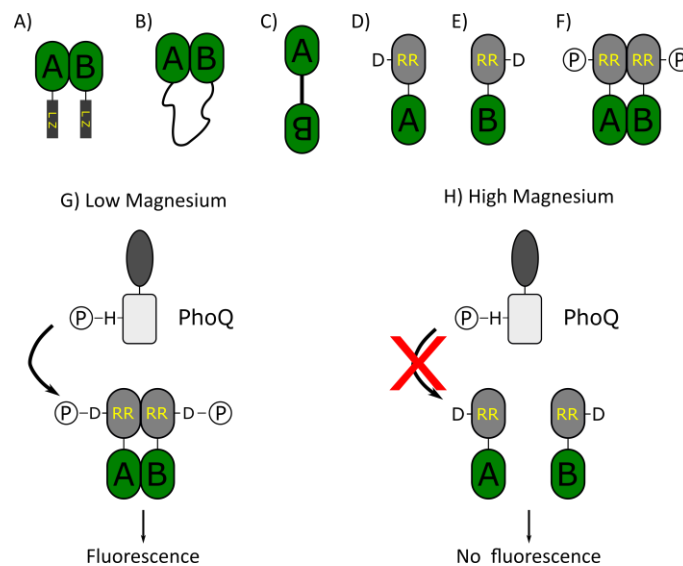 A) B) C) D) E) F)
A B A B A D RR RR D P RR RR P
LZ LZ B A B A B
G) Low Magnesium H) High Magnesium
P H PhoQ P H PhoQ
P D RR RR D P D RR RR D
A B A B
Fluorescence No fluorescence